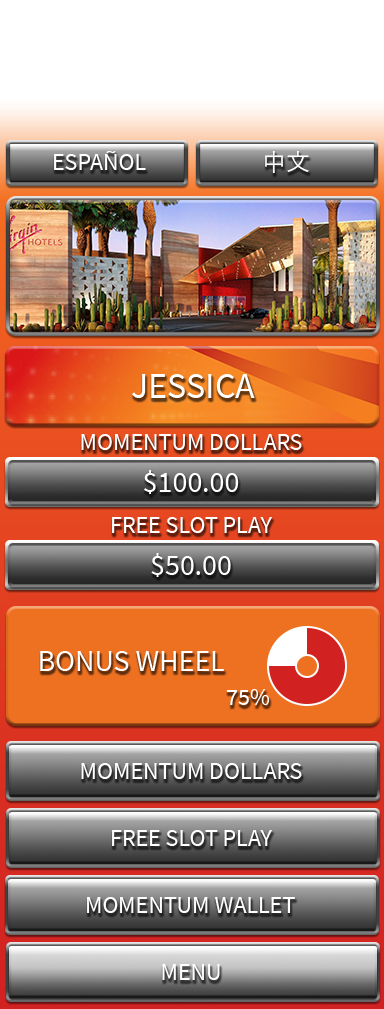 ESPAÑOL
中文
Virgin
HOTELS
JESSICA
MOMENTUM DOLLARS
$100.00
FREE SLOT PLAY
$50.00
BONUS WHEEL
75%
MOMENTUM DOLLARS
FREE SLOT PLAY
MOMENTUM WALLET
MENU